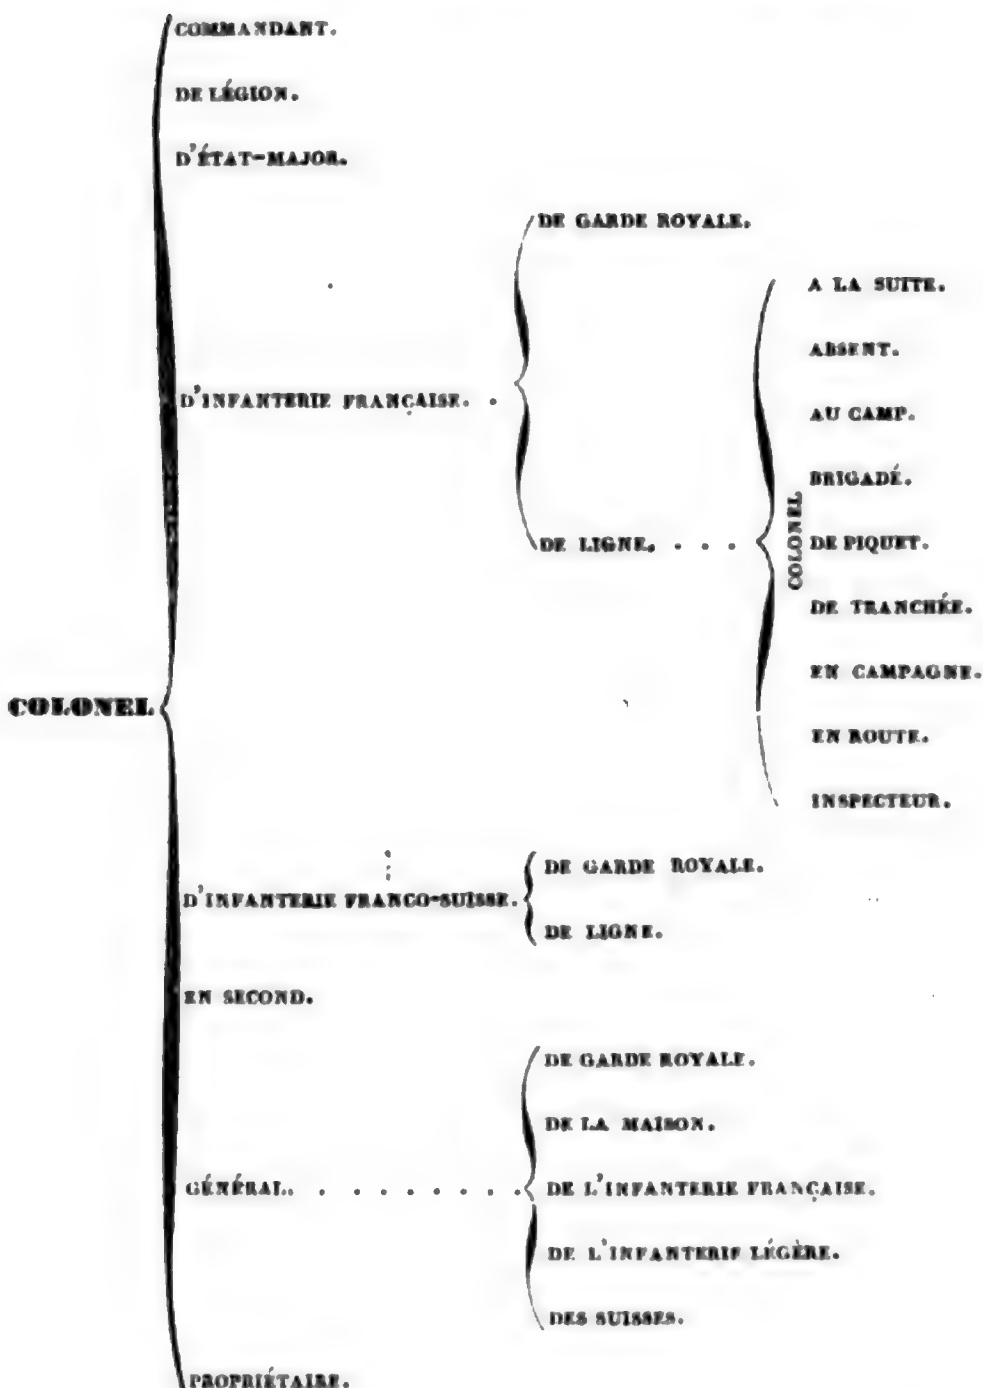 COMMANDANT.
DE LÉGION.
D'ÉTAT-MAJOR.
DE GARDE ROYALE.
A LA SUITE.
ABSENT.
D'INFANTERIE FRANÇAISE. .
AU CAMP.
BRIGADÉ.
COLONEL
DE LIGNE. . . .
DE PIQUET.
DE TRANCHÉE.
EN CAMPAGNE.
COLONEL
EN ROUTE.
INSPECTEUR.
DE GARDE ROYALE.
D'INFANTERIE FRANCO-SUISSE.
DE LIGNE.
EN SECOND.
DE GARDE ROYALE.
DE LA MAISON.
GÉNÉRAL. . . . . . . .
DE L'INFANTERIE FRANÇAISE.
DE L'INFANTERIE LÉGÈRE.
DES SUISSES.
PROPRIÉTAIRE.